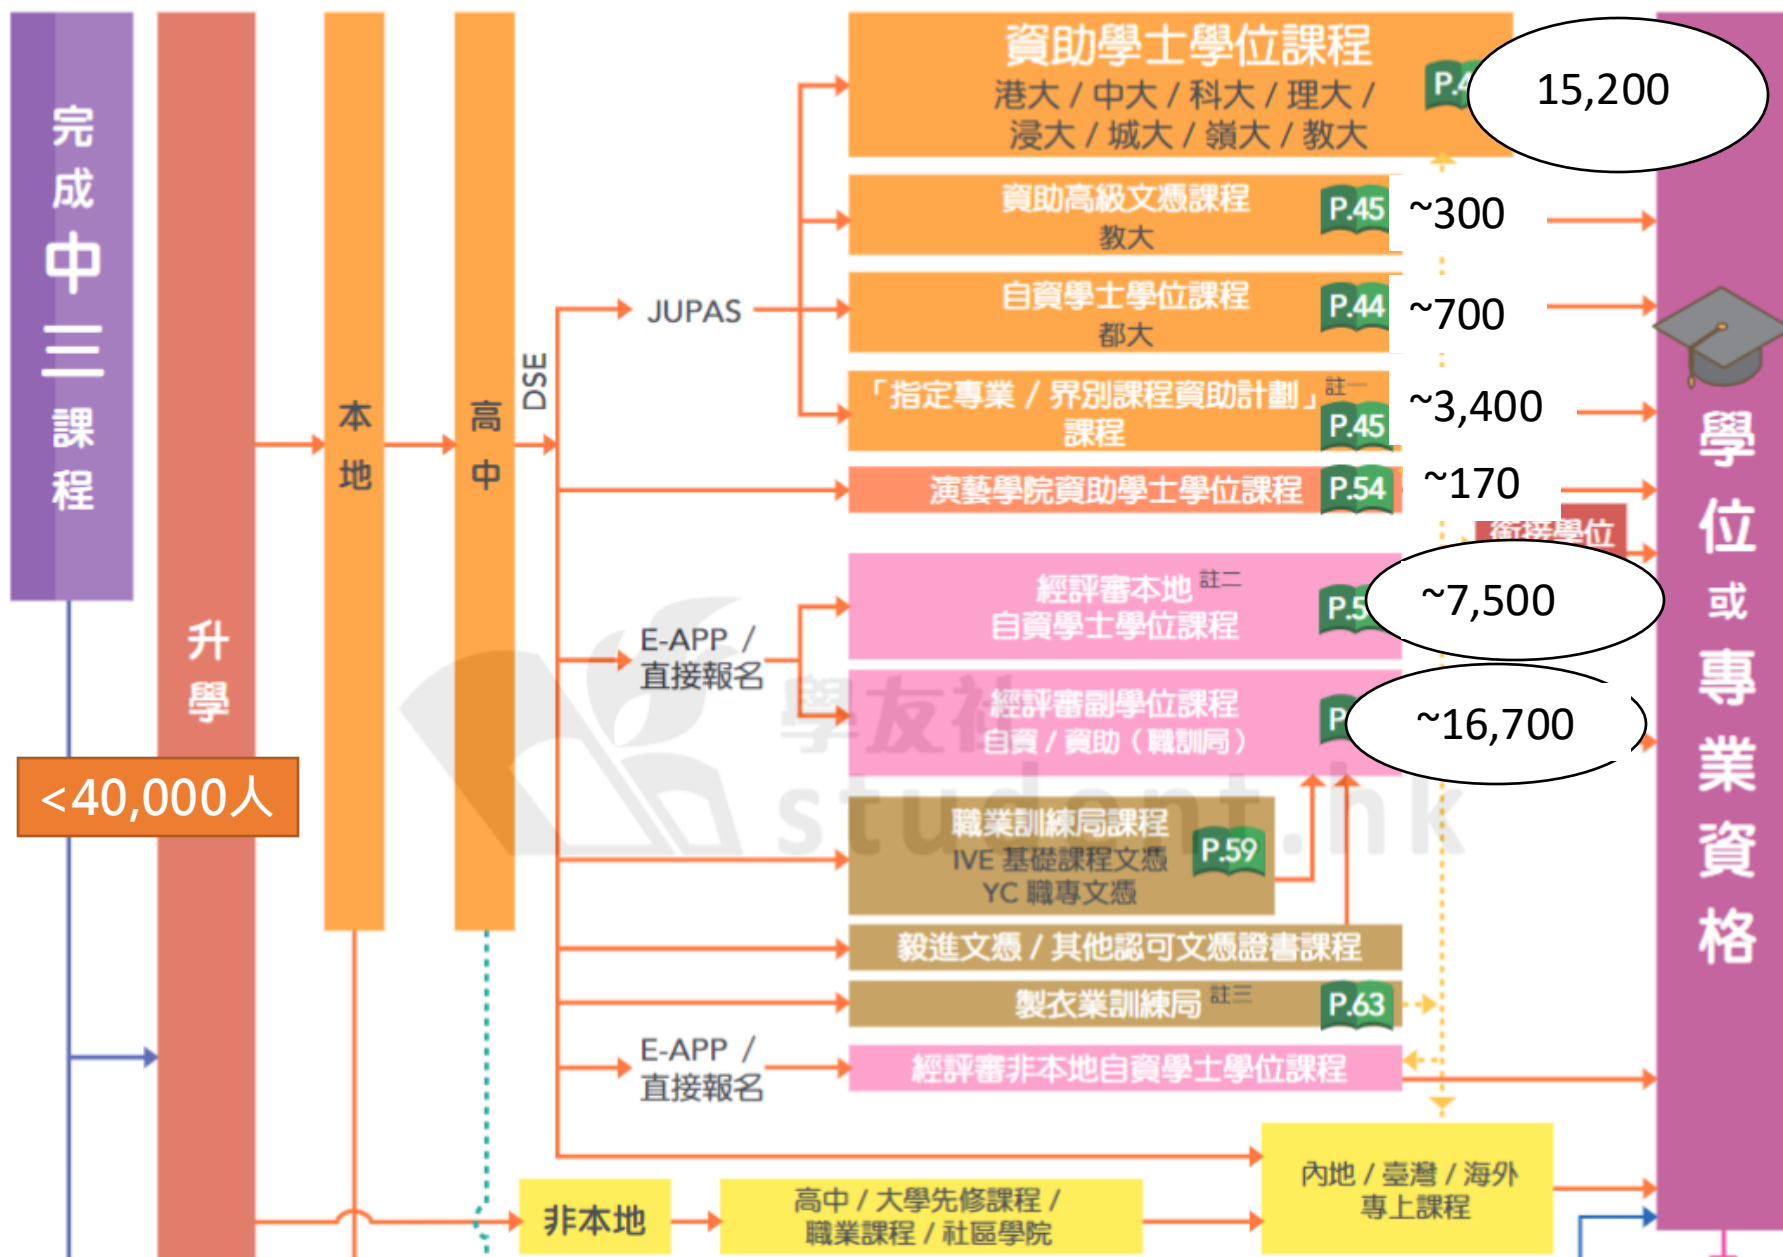 完成中三課程
升學
<40,000人
本地
高中
DSE
JUPAS
資助學士學位課程
港大 / 中大 / 科大 / 理大 /
浸大 / 城大 / 嶺大 / 教大
15,200
資助高級文憑課程
教大
P.45
~300
自資學士學位課程
都大
P.44
~700
「指定專業 / 界別課程資助計劃」註一
課程
P.45
~3,400
演藝學院資助學士學位課程
P.54
~170
銜接學位
E-APP /
直接報名
經評審本地 註二
自資學士學位課程
P.5
~7,500
經評審副學位課程
自資 / 資助（職訓局）
P
~16,700
學友社
student.hk
職業訓練局課程
IVE 基礎課程文憑
YC 職專文憑
P.59
毅進文憑 / 其他認可文憑證書課程
製衣業訓練局 註三
P.63
E-APP /
直接報名
經評審非本地自資學士學位課程
非本地
高中 / 大學先修課程 /
職業課程 / 社區學院
內地 / 臺灣 / 海外
專上課程
學位或專業資格